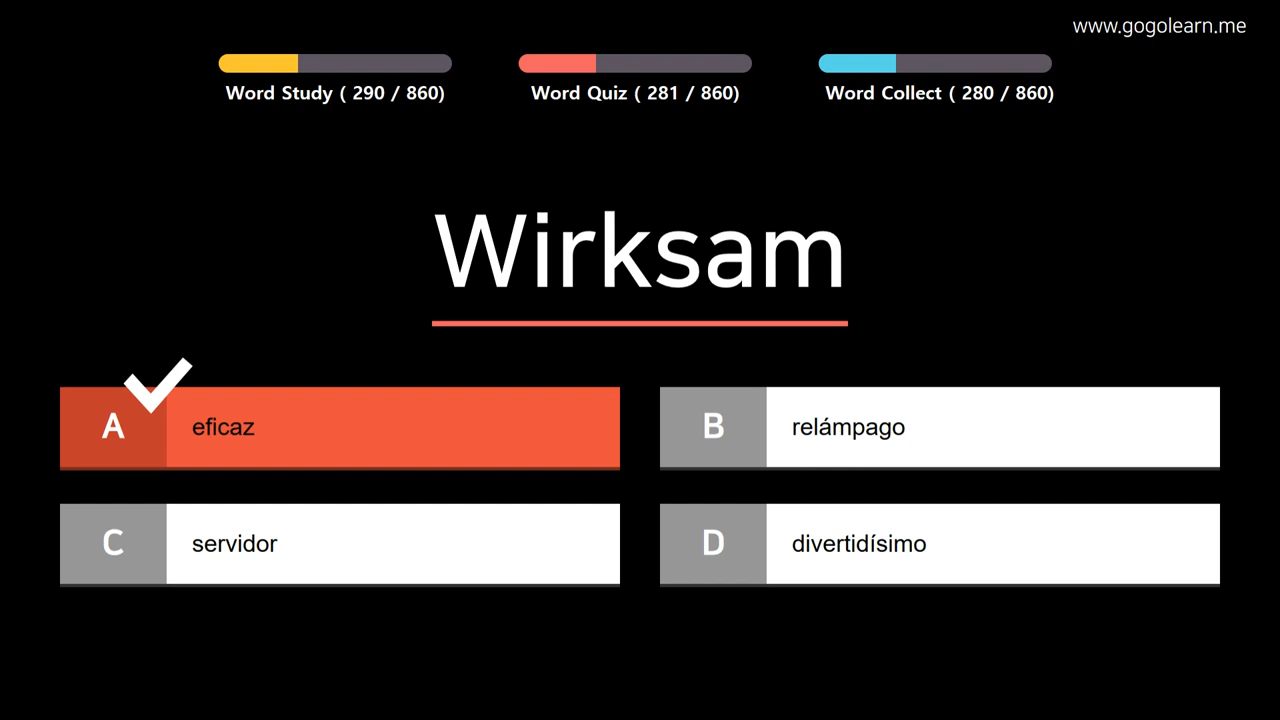 www.gogolearn.me
Word Study ( 290 / 860)
Word Quiz ( 281 / 860)
Word Collect ( 280 / 860)
Wirksam
A eficaz
B relámpago
C servidor
D divertidísimo